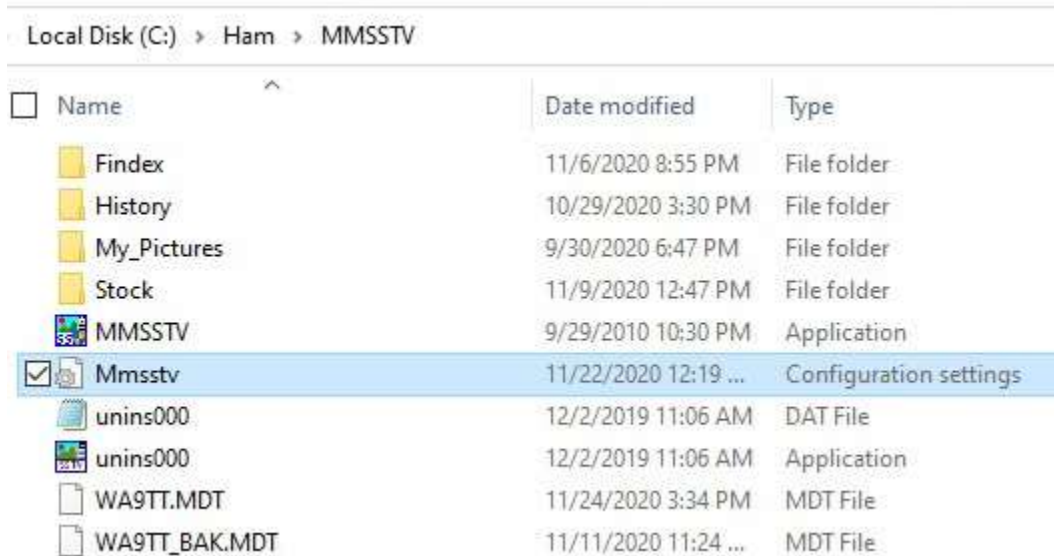 Local Disk (C:) › Ham › MMSSTV
Name Date modified Type
Findex 11/6/2020 8:55 PM File folder
History 10/29/2020 3:30 PM File folder
My_Pictures 9/30/2020 6:47 PM File folder
Stock 11/9/2020 12:47 PM File folder
MMSSTV 9/29/2010 10:30 PM Application
Mmsstv 11/22/2020 12:19 ... Configuration settings
unins000 12/2/2019 11:06 AM DAT File
unins000 12/2/2019 11:06 AM Application
WA9TT.MDT 11/24/2020 3:34 PM MDT File
WA9TT_BAK.MDT 11/11/2020 11:24 ... MDT File